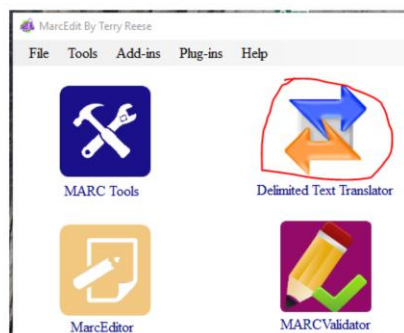 MarcEdit By Terry Reese
File Tools Add-ins Plug-ins Help
MARC Tools Delimited Text Translator
MarcEditor MARCValidator